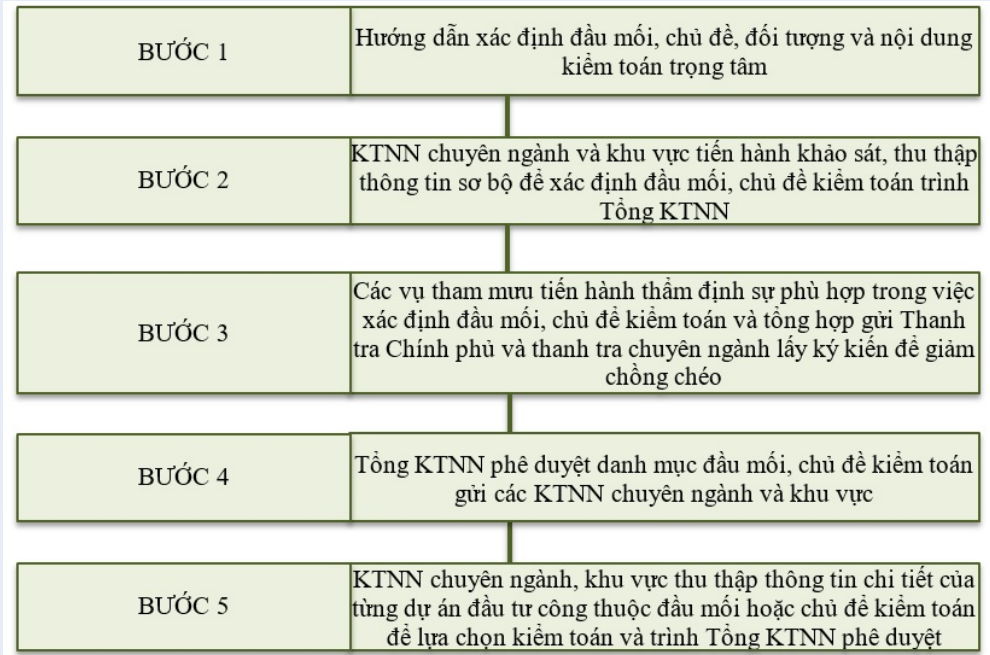 BƯỚC 1
Hướng dẫn xác định đầu mối, chủ đề, đối tượng và nội dung
kiểm toán trọng tâm
BƯỚC 2
KTNN chuyên ngành và khu vực tiến hành khảo sát, thu thập
thông tin sơ bộ để xác định đầu mối, chủ đề kiểm toán trình
Tổng KTNN
BƯỚC 3
Các vụ tham mưu tiến hành thẩm định sự phù hợp trong việc
xác định đầu mối, chủ đề kiểm toán và tổng hợp gửi Thanh
tra Chính phủ và thanh tra chuyên ngành lấy ký kiến để giảm
chồng chéo
BƯỚC 4
Tổng KTNN phê duyệt danh mục đầu mối, chủ đề kiểm toán
gửi các KTNN chuyên ngành và khu vực
BƯỚC 5
KTNN chuyên ngành, khu vực thu thập thông tin chi tiết của
từng dự án đầu tư công thuộc đầu mối hoặc chủ đề kiểm toán
để lựa chọn kiểm toán và trình Tổng KTNN phê duyệt